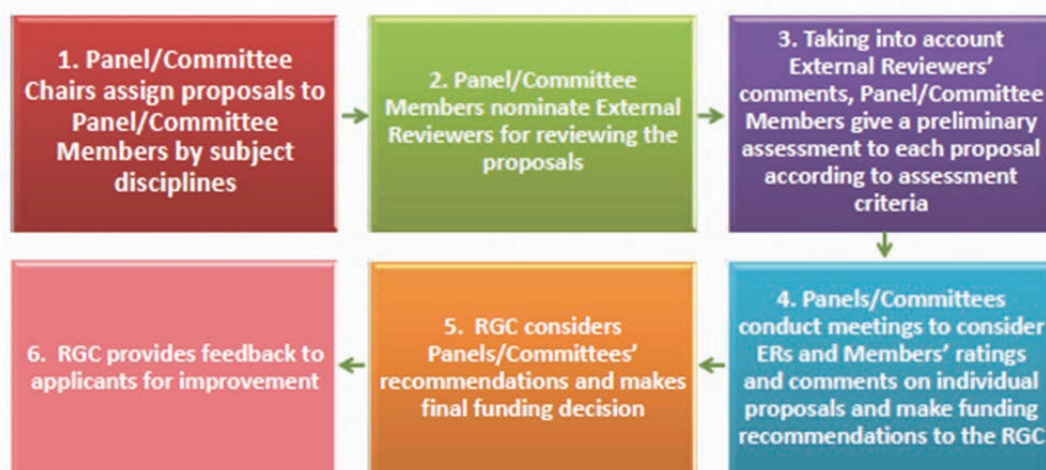 1. Panel/Committee
Chairs assign proposals to
Panel/Committee
Members by subject
disciplines
2. Panel/Committee
Members nominate External
Reviewers for reviewing the
proposals
3. Taking into account
External Reviewers'
comments, Panel/Committee
Members give a preliminary
assessment to each proposal
according to assessment
criteria
4. Panels/Committees
conduct meetings to consider
ERs and Members' ratings
and comments on individual
proposals and make funding
recommendations to the RGC
5. RGC considers
Panels/Committees'
recommendations and makes
final funding decision
6. RGC provides feedback to
applicants for improvement